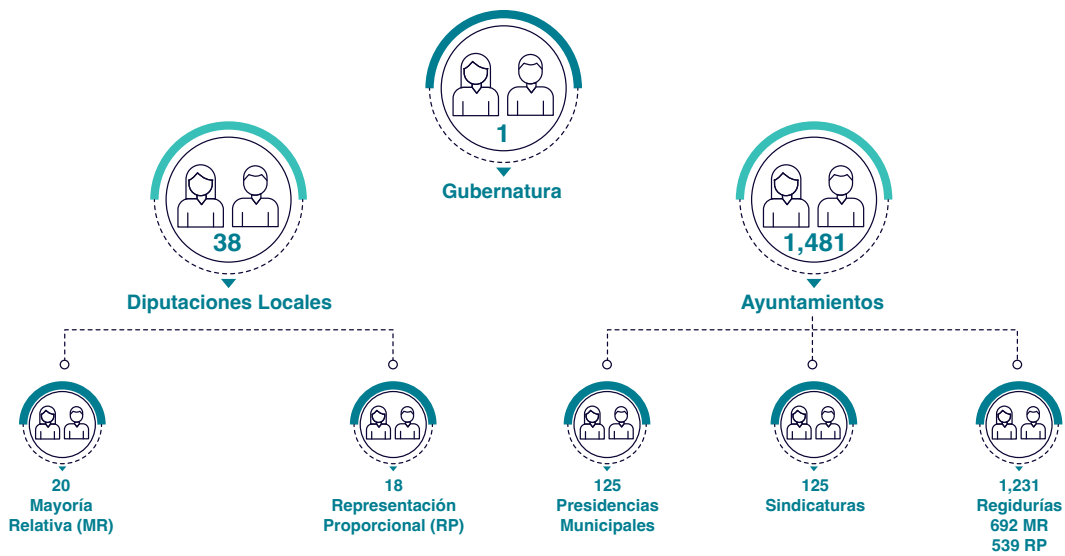 1
Gubernatura
38
Diputaciones Locales
1,481
Ayuntamientos
20
Mayoría
Relativa (MR)
18
Representación
Proporcional (RP)
125
Presidencias
Municipales
125
Sindicaturas
1,231
Regidurías
692 MR
539 RP